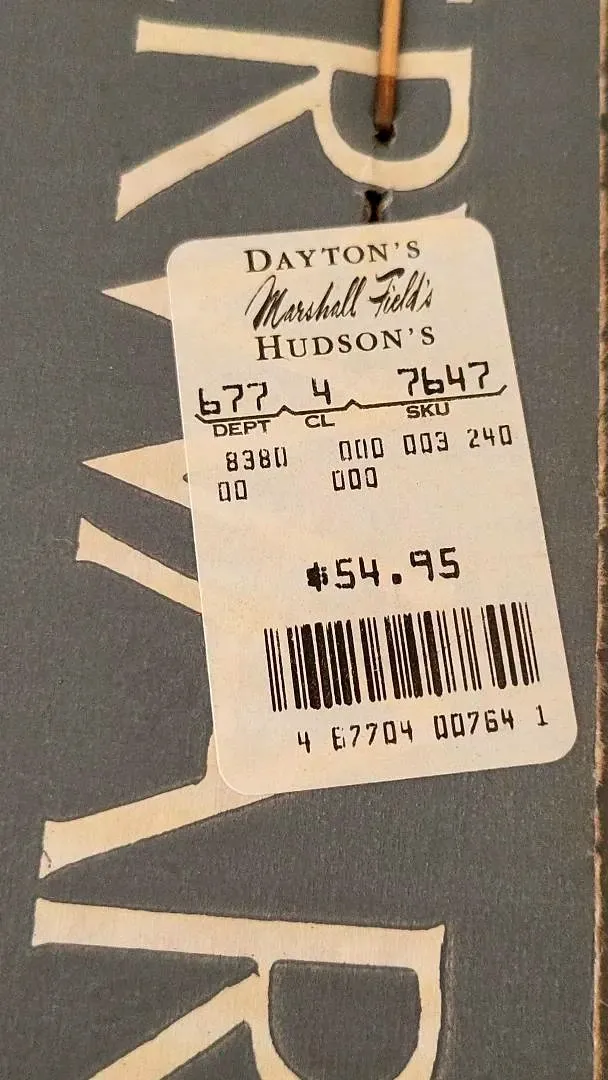 RWAR
DAYTON'S
Marshall Field's
HUDSON'S
677 4 7647
DEPT CL SKU
8380 000 003 240
00 000
$54.95
4 67704 00764 1